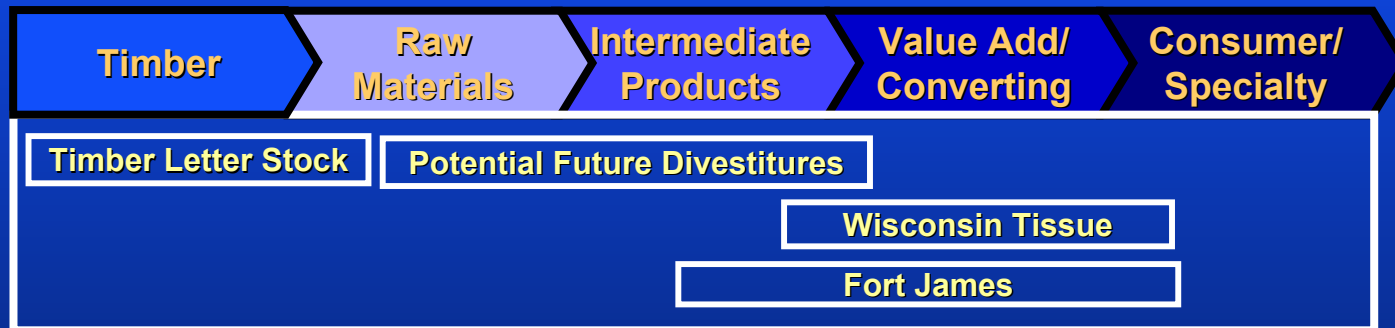 Timber
Raw
Materials
Intermediate
Products
Value Add/
Converting
Consumer/
Specialty
Timber Letter Stock
Potential Future Divestitures
Wisconsin Tissue
Fort James